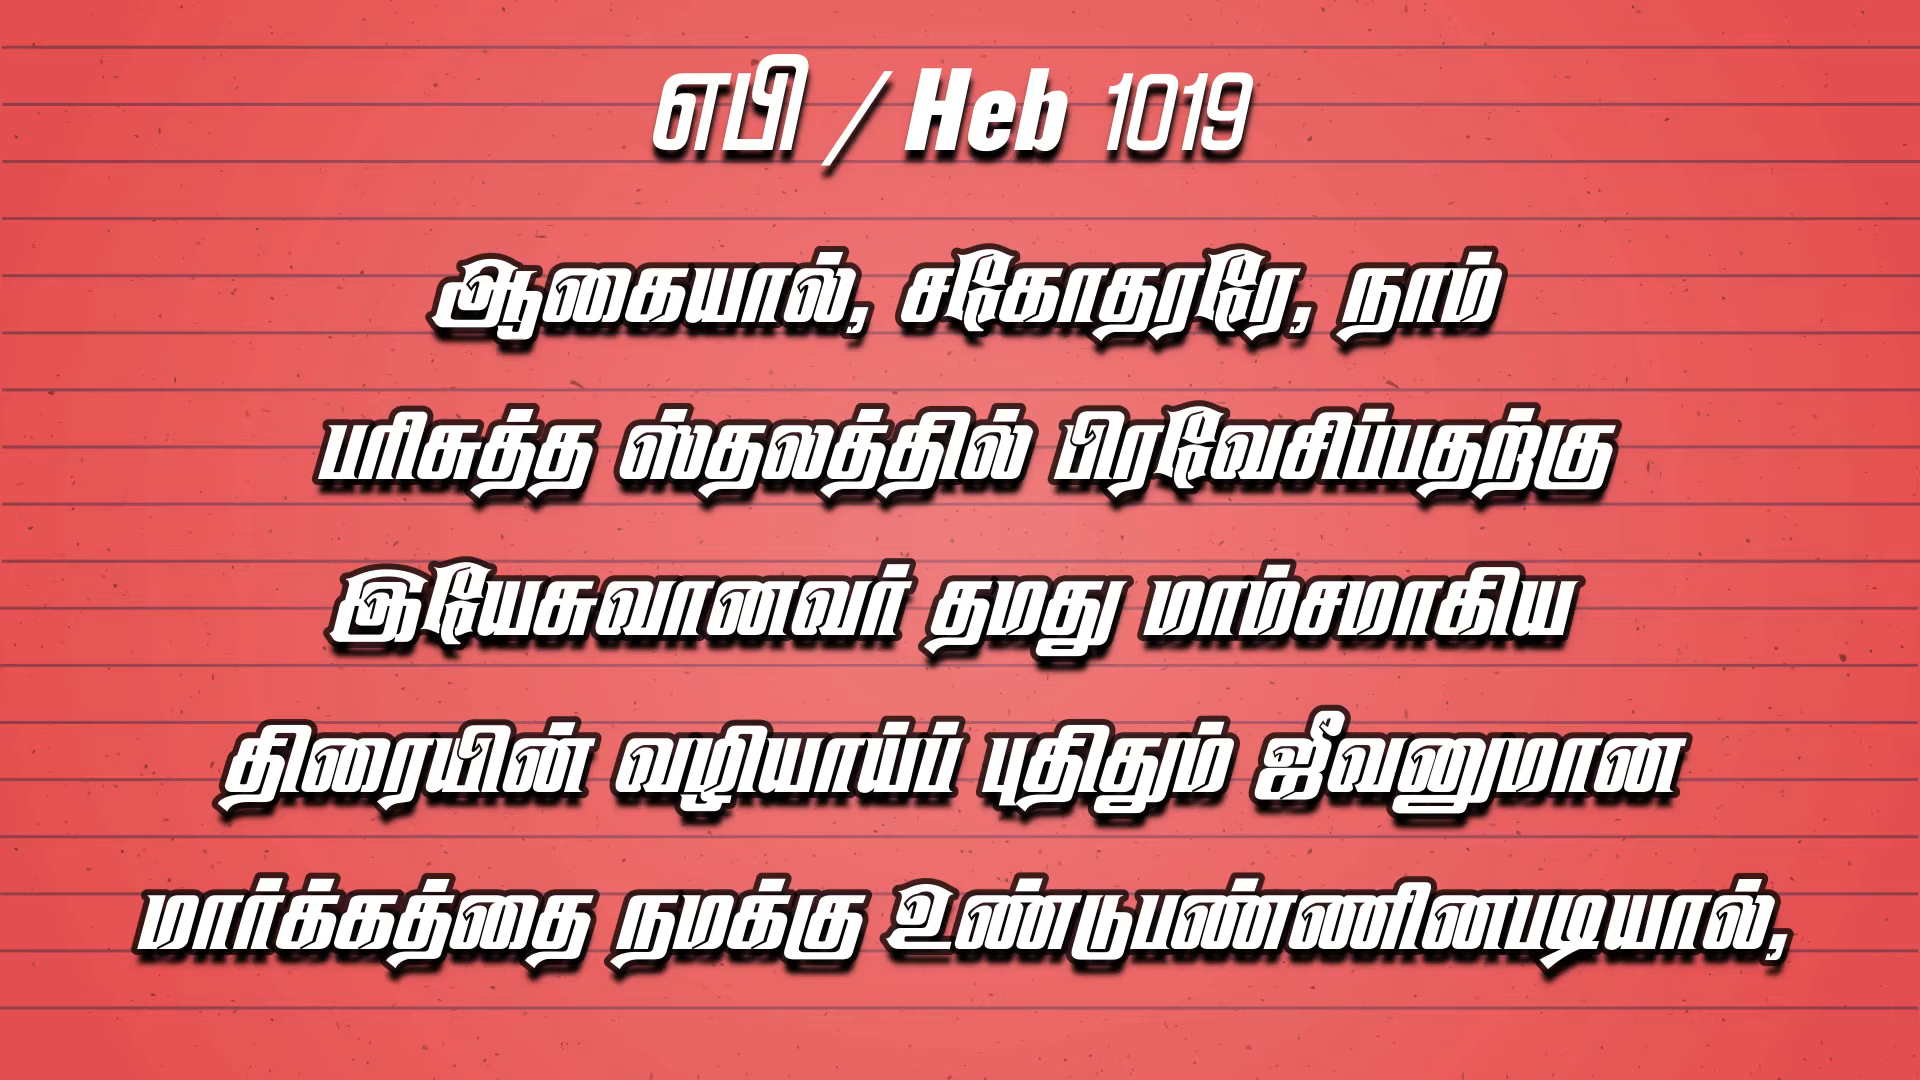 எபி / Heb 1019
ஆகையால், சகோதரரே, நாம்
பரிசுத்த ஸ்தலத்தில் பிரவேசிப்பதற்கு
இயேசுவானவர் தமது மாம்சமாகிய
திரையின் வழியாய்ப் புதிதும் ஜீவனுமான
மார்க்கத்தை நமக்கு உண்டுபண்ணினபடியால்,